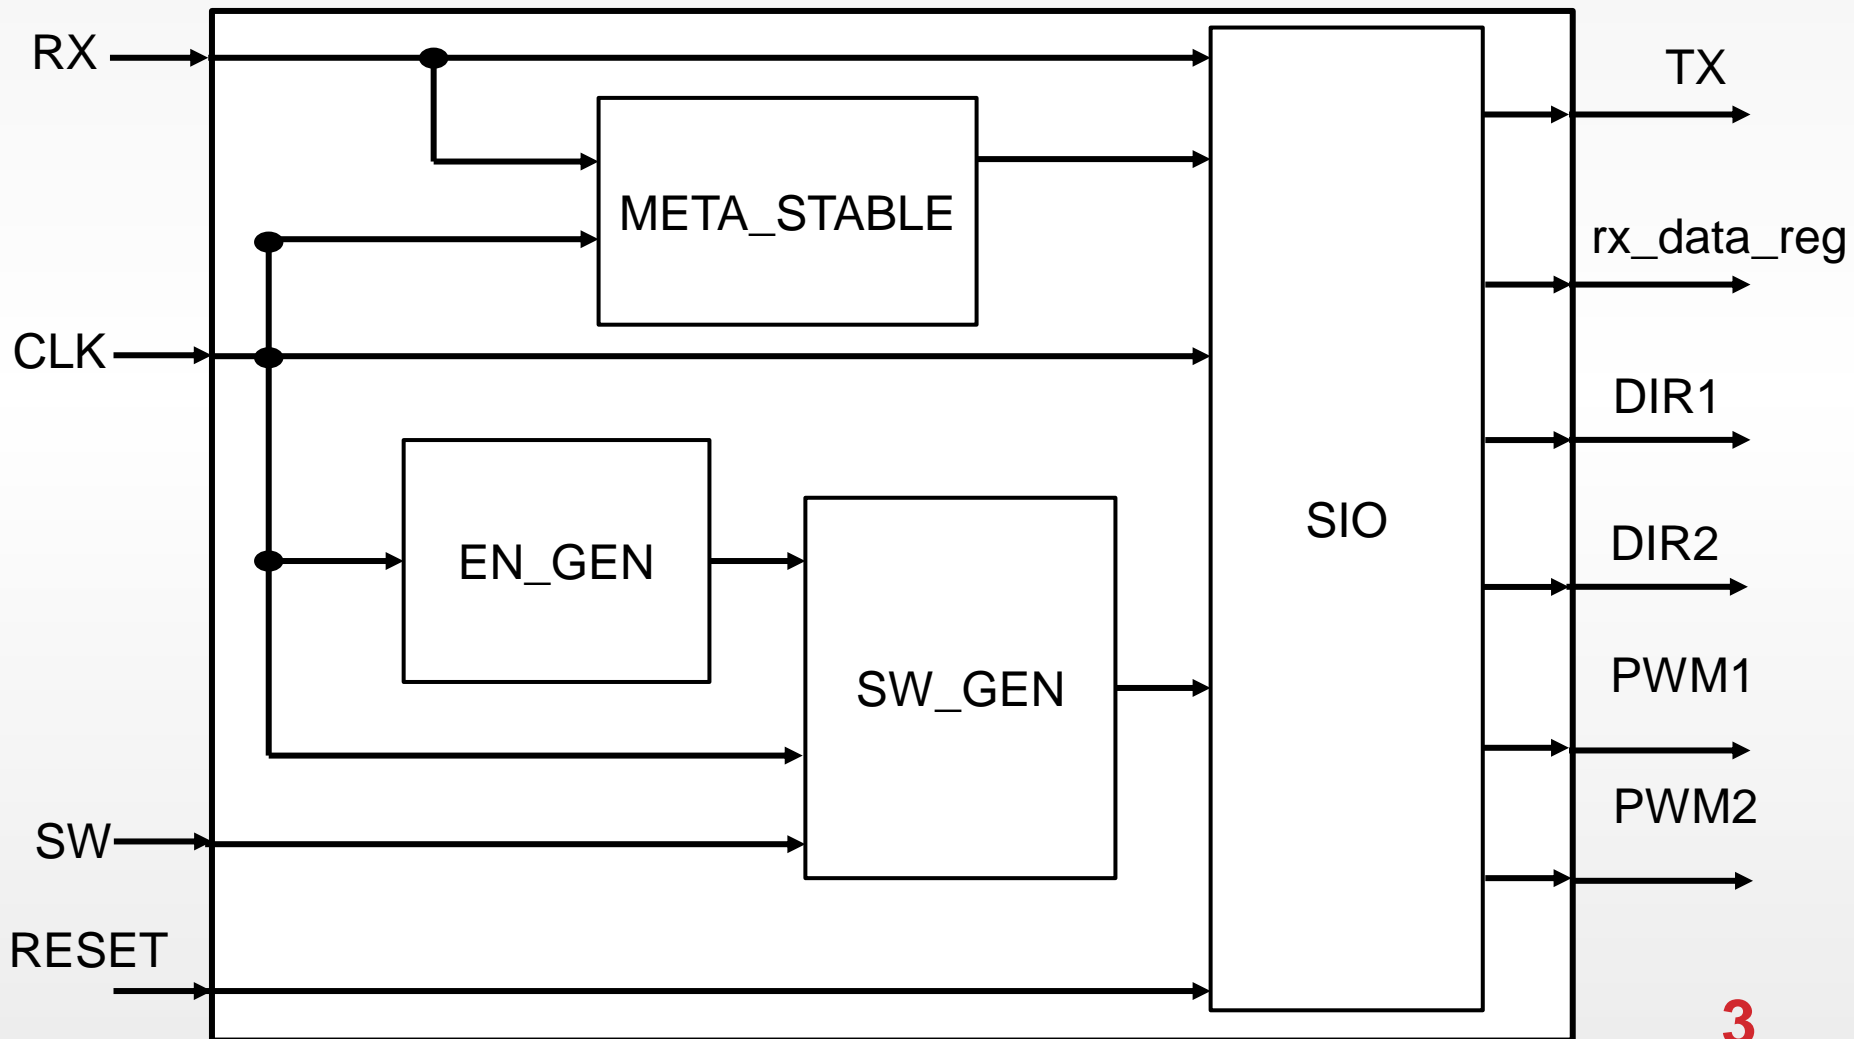 RX
TX
META_STABLE
rx_data_reg
CLK
DIR1
SIO
DIR2
EN_GEN
SW_GEN
PWM1
PWM2
SW
RESET
3